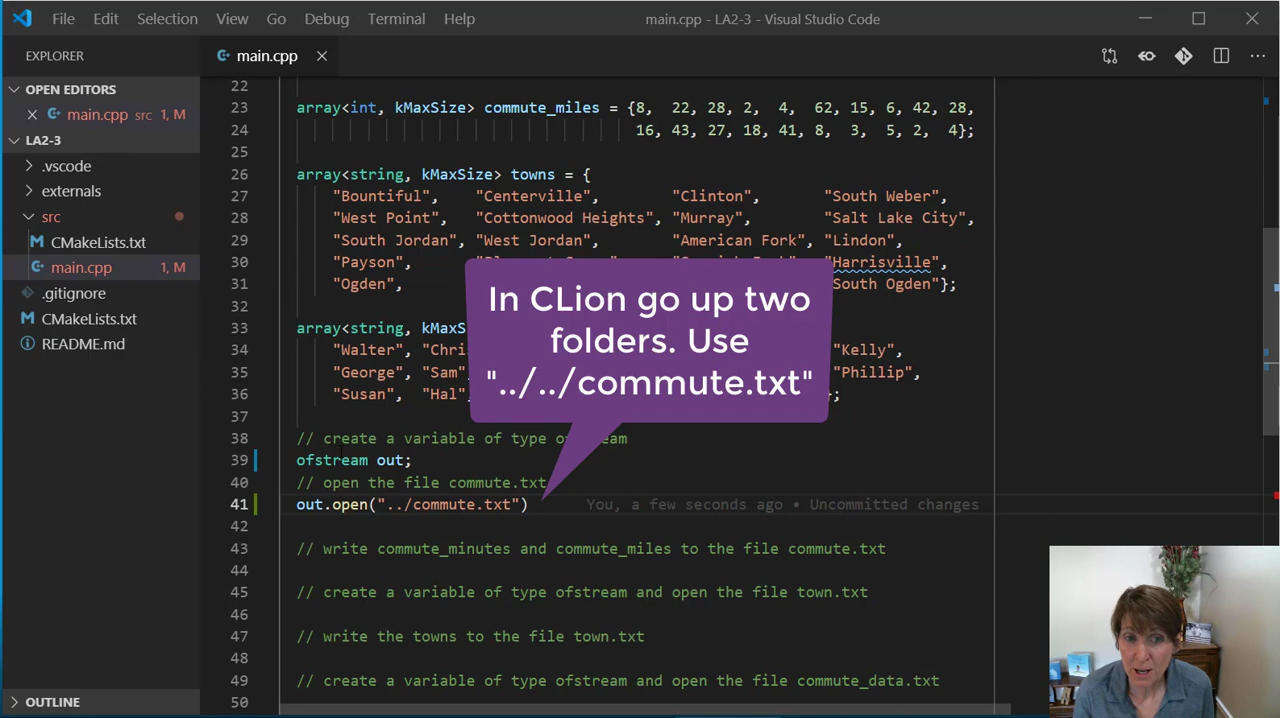 File Edit Selection View Go Debug Terminal Help main.cpp - LA2-3 - Visual Studio Code
EXPLORER
main.cpp
OPEN EDITORS
main.cpp src 1, M
LA2-3
.vscode
externals
src
CMakeLists.txt
main.cpp 1, M
.gitignore
CMakeLists.txt
README.md
OUTLINE
22
23 array<int, kMaxSize> commute_miles = {8, 22, 28, 2, 4, 62, 15, 6, 42, 28,
24 16, 43, 27, 18, 41, 8, 3, 5, 2, 4};
25
26 array<string, kMaxSize> towns = {
27 "Bountiful", "Centerville", "Clinton", "South Weber",
28 "West Point", "Cottonwood Heights", "Murray", "Salt Lake City",
29 "South Jordan", "West Jordan", "American Fork", "Lindon",
30 "Payson", "Harrisville",
31 "Ogden", "South Ogden"};
32
33 array<string, kMaxS
34 "Walter", "Chris "Kelly",
35 "George", "Sam" "Phillip",
36 "Susan", "Hal" };
37
38 // create a variable of type ofstream
39 ofstream out;
40 // open the file commute.txt
41 out.open("../commute.txt") You, a few seconds ago • Uncommitted changes
42
43 // write commute_minutes and commute_miles to the file commute.txt
44
45 // create a variable of type ofstream and open the file town.txt
46
47 // write the towns to the file town.txt
48
49 // create a variable of type ofstream and open the file commute_data.txt
50
In CLion go up two
folders. Use
"../../commute.txt"